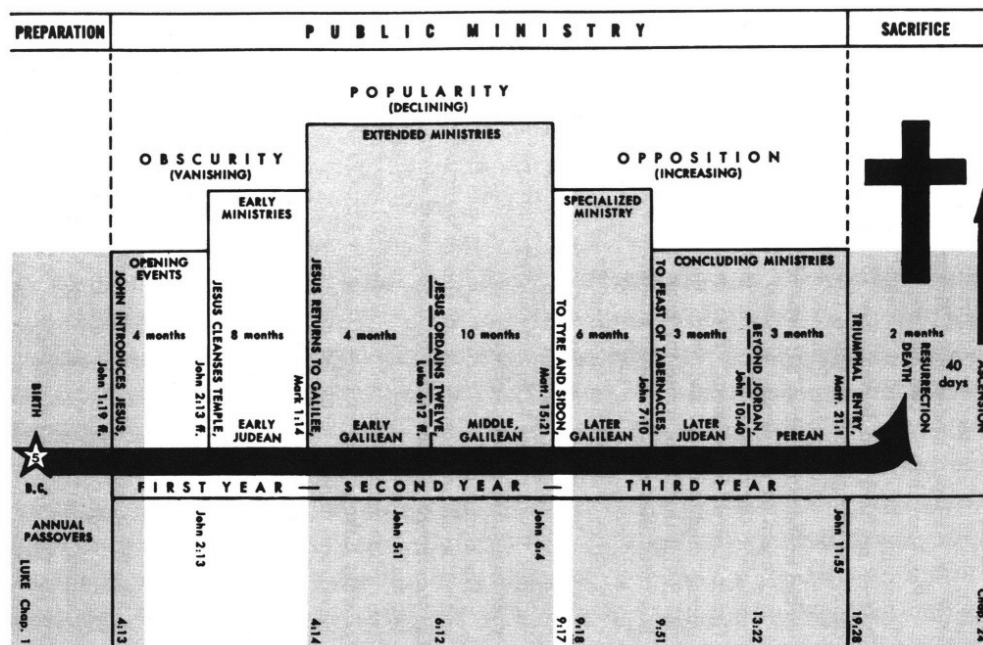 PREPARATION
PUBLIC MINISTRY
SACRIFICE
POPULARITY
(DECLINING)
EXTENDED MINISTRIES
OBSCURITY
(VANISHING)
OPPOSITION
(INCREASING)
EARLY
MINISTRIES
SPECIALIZED
MINISTRY
OPENING
EVENTS
CONCLUDING MINISTRIES
BIRTH
John 1:19 ff.
JOHN INTRODUCES JESUS,
4 months
John 2:13 ff.
JESUS CLEANSES TEMPLE,
8 months
Mark 1:14
JESUS RETURNS TO GALILEE,
4 months
Luke 6:12 ff.
JESUS ORDAINS TWELVE,
10 months
Matt. 15:21
TO TYRE AND SIDON,
6 months
John 7:10
TO FEAST OF TABERNACLES,
3 months
John 10:40
BEYOND JORDAN,
3 months
Matt. 21:1
TRIUMPHAL ENTRY,
2 months
DEATH
RESURRECTION
40
days
ASCENSION
EARLY
JUDEAN
EARLY
GALILEAN
MIDDLE,
GALILEAN
LATER
GALILEAN
LATER
JUDEAN
PEREAN
5
B.C.
FIRST YEAR — SECOND YEAR — THIRD YEAR
ANNUAL
PASSOVERS
John 2:13
John 5:1
John 6:4
John 11:55
LUKE Chap. 1
4:13
4:14
6:12
9:17
9:18
9:51
13:22
19:28
Chap. 24